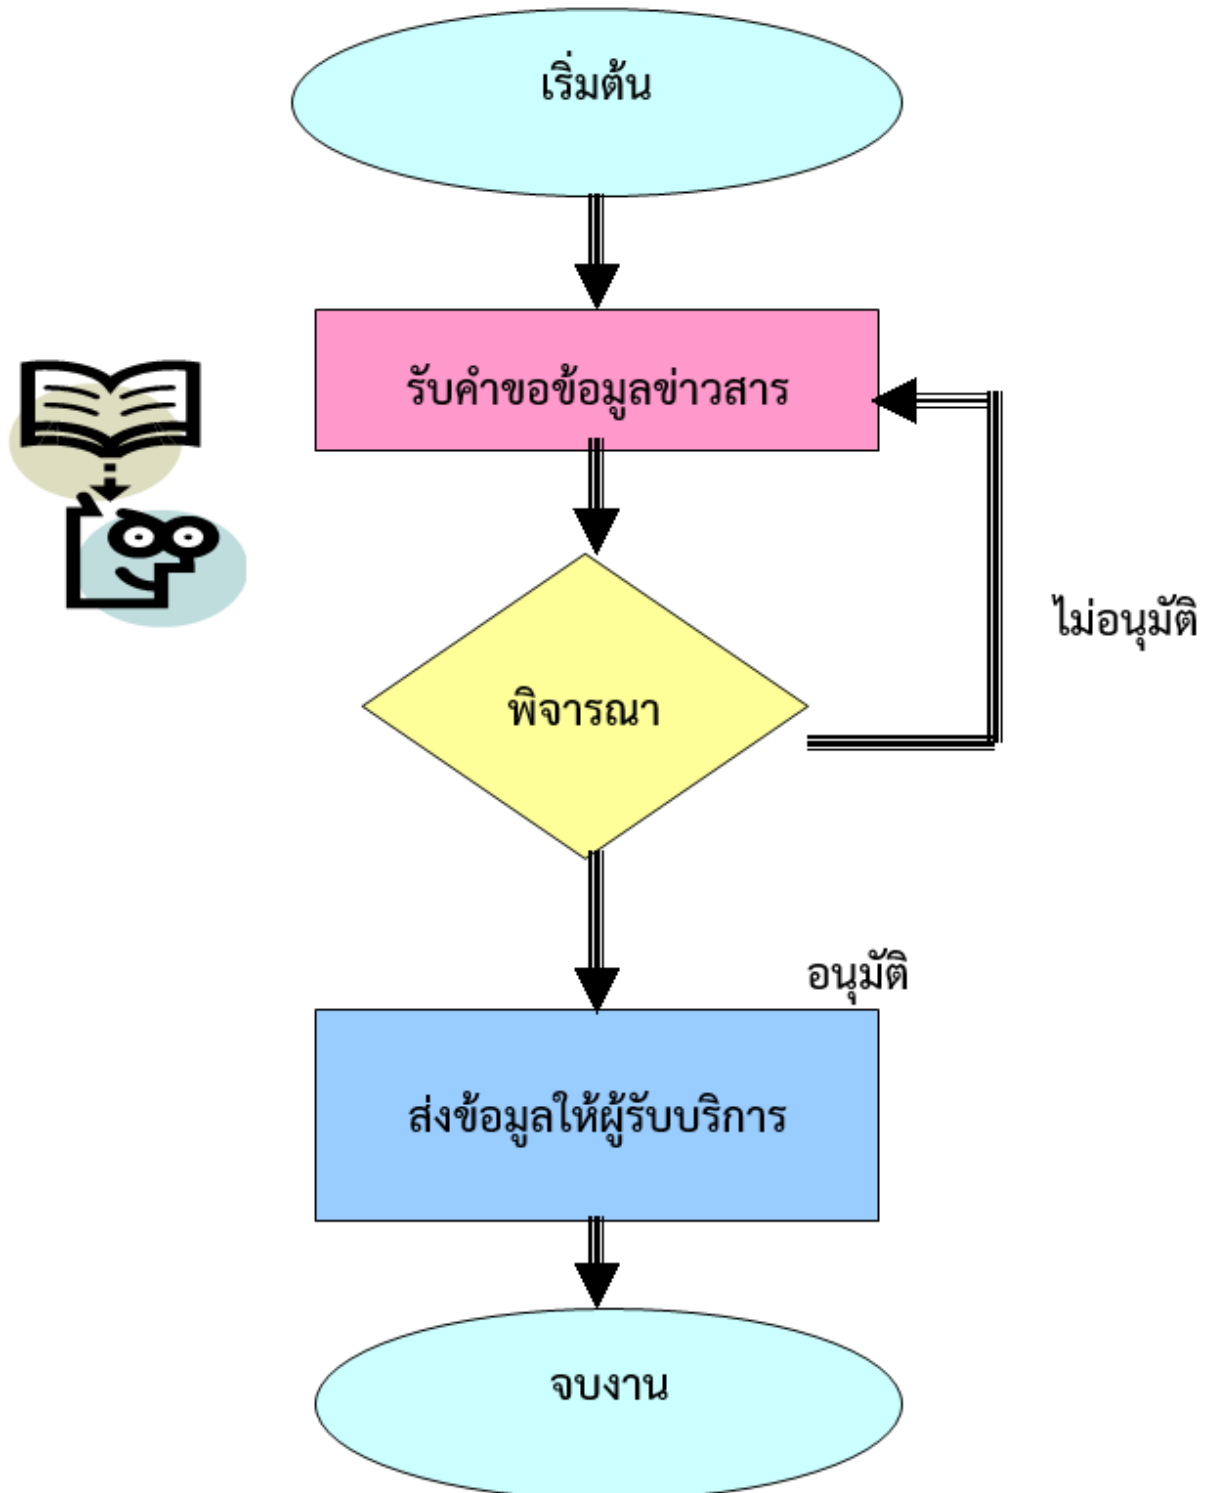 เริ่มต้น
รับคำขอข้อมูลข่าวสาร
ไม่อนุมัติ
พิจารณา
อนุมัติ
ส่งข้อมูลให้ผู้รับบริการ
จบงาน